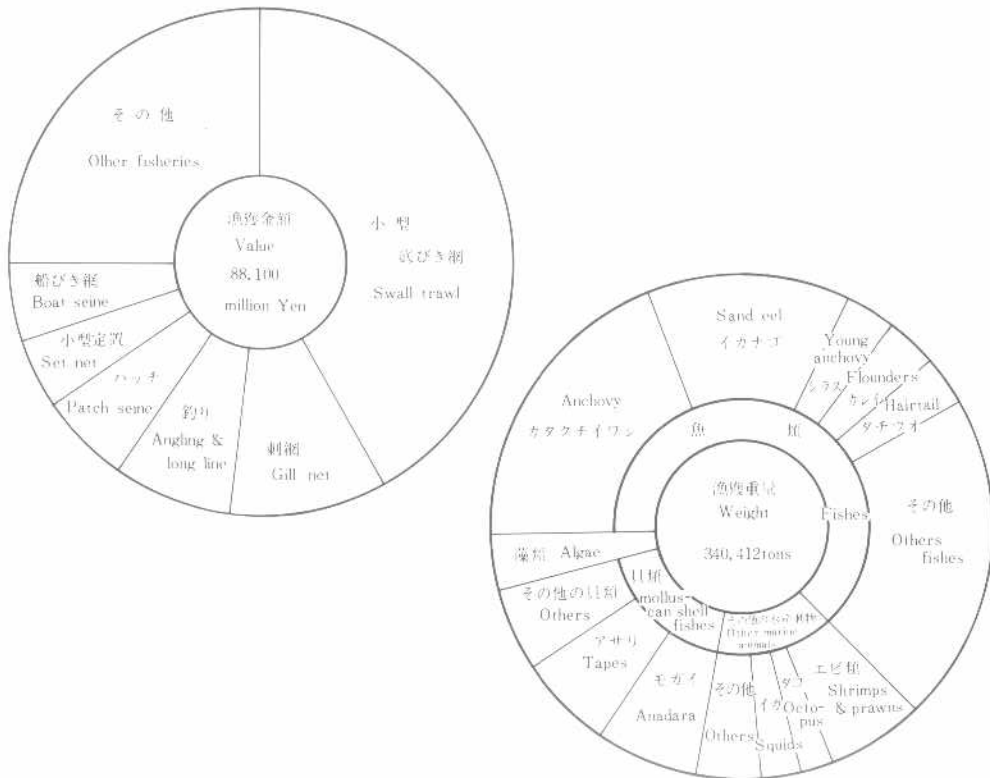 その他
Olher fisheries
漁獲金額
Value
88,100
million Yen
小型
底びき網
Swall trawl
船びき網
Boat seine
小型定置
Set net
パッチ
Patch seine
釣り
Angling &
long line
刺網
Gill net
Sand eel
イカナゴ
Young
anchovy
シラス
Flounders
カレイ
Hairtail
タチウオ
Anchovy
カタクチイワシ
魚類
Fishes
漁獲重量
Weight
340,412tons
その他
Others
fishes
藻類 Algae
貝類
mollus-
can shell
fishes
その他の貝類
Others
アサリ
Tapes
モガイ
Anadara
Other marine
animals
その他
Others
イカ
Squids
タコ
Octo-
pus
エビ類
Shrimps
& prawns